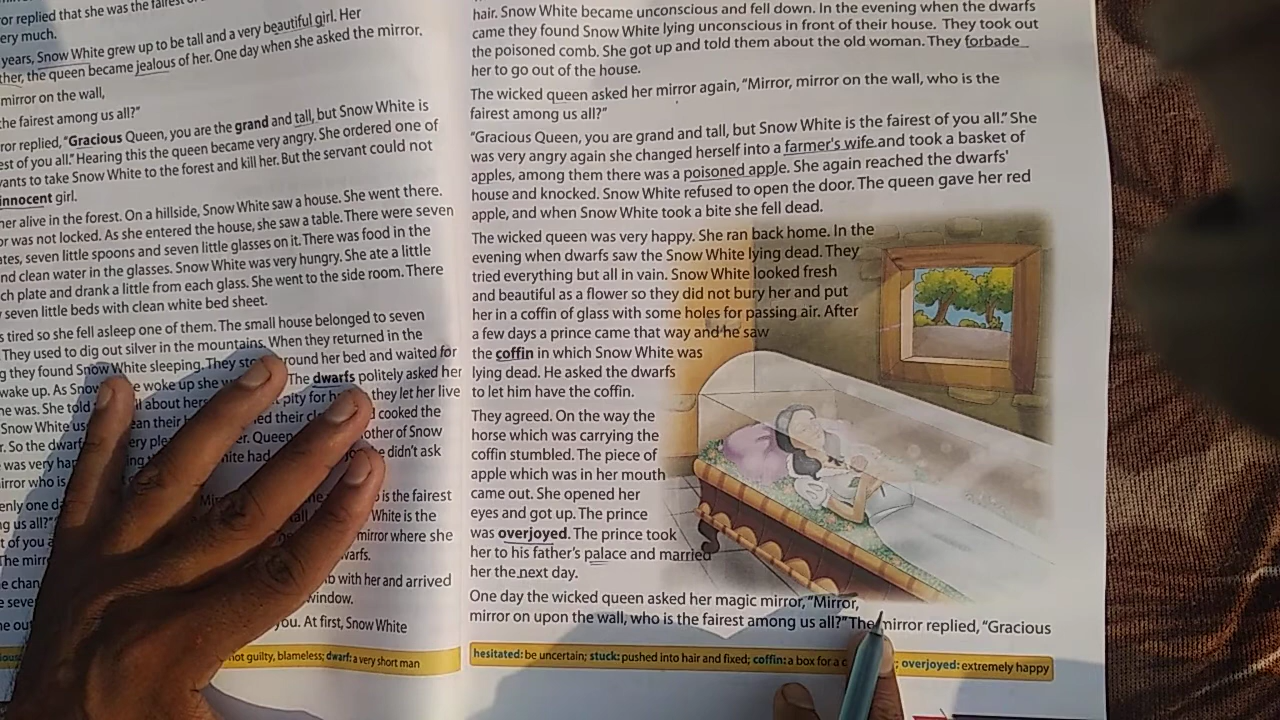 or replied that she was the fairest
ery much.
years, Snow White grew up to be tall and a very beautiful girl. Her
ther, the queen became jealous of her. One day when she asked the mirror,
mirror on the wall,
he fairest among us all?"
ror replied, "Gracious Queen, you are the grand and tall, but Snow White is
est of you all." Hearing this the queen became very angry. She ordered one of
ants to take Snow White to the forest and kill her. But the servant could not
innocent girl.
her alive in the forest. On a hillside, Snow White saw a house. She went there.
or was not locked. As she entered the house, she saw a table. There were seven
ates, seven little spoons and seven little glasses on it. There was food in the
nd clean water in the glasses. Snow White was very hungry. She ate a little
ch plate and drank a little from each glass. She went to the side room. There
seven little beds with clean white bed sheet.
s tired so she fell asleep one of them. The small house belonged to seven
They used to dig out silver in the mountains. When they returned in the
g they found Snow White sleeping. They round her bed and waited for
wake up. As Snow woke up she The dwarfs politely asked her
he was. She told all about her pity for they let her live
Snow White ean their ed their cooked the
r. So the dwarf very er. Queen other of Snow
was very hap hite had didn't ask
irror who is
enly one d is the fairest
g us all?" White is the
t of you a mirror where she
The mirr warfs.
e chan b with her and arrived
e seve window.
he ou you. At first, Snow White
not guilty, blameless; dwarf: a very short man
hair. Snow White became unconscious and fell down. In the evening when the dwarfs
came they found Snow White lying unconscious in front of their house. They took out
the poisoned comb. She got up and told them about the old woman. They forbade
her to go out of the house.
The wicked queen asked her mirror again, "Mirror, mirror on the wall, who is the
fairest among us all?"
"Gracious Queen, you are grand and tall, but Snow White is the fairest of you all." She
was very angry again she changed herself into a farmer's wife and took a basket of
apples, among them there was a poisoned apple. She again reached the dwarfs'
house and knocked. Snow White refused to open the door. The queen gave her red
apple, and when Snow White took a bite she fell dead.
The wicked queen was very happy. She ran back home. In the
evening when dwarfs saw the Snow White lying dead. They
tried everything but all in vain. Snow White looked fresh
and beautiful as a flower so they did not bury her and put
her in a coffin of glass with some holes for passing air. After
a few days a prince came that way and he saw
the coffin in which Snow White was
lying dead. He asked the dwarfs
to let him have the coffin.
They agreed. On the way the
horse which was carrying the
coffin stumbled. The piece of
apple which was in her mouth
came out. She opened her
eyes and got up. The prince
was overjoyed. The prince took
her to his father's palace and married
her the next day.
One day the wicked queen asked her magic mirror, "Mirror,
mirror on upon the wall, who is the fairest among us all?" The mirror replied, "Gracious
hesitated: be uncertain; stuck: pushed into hair and fixed; coffin: a box for a ; overjoyed: extremely happy